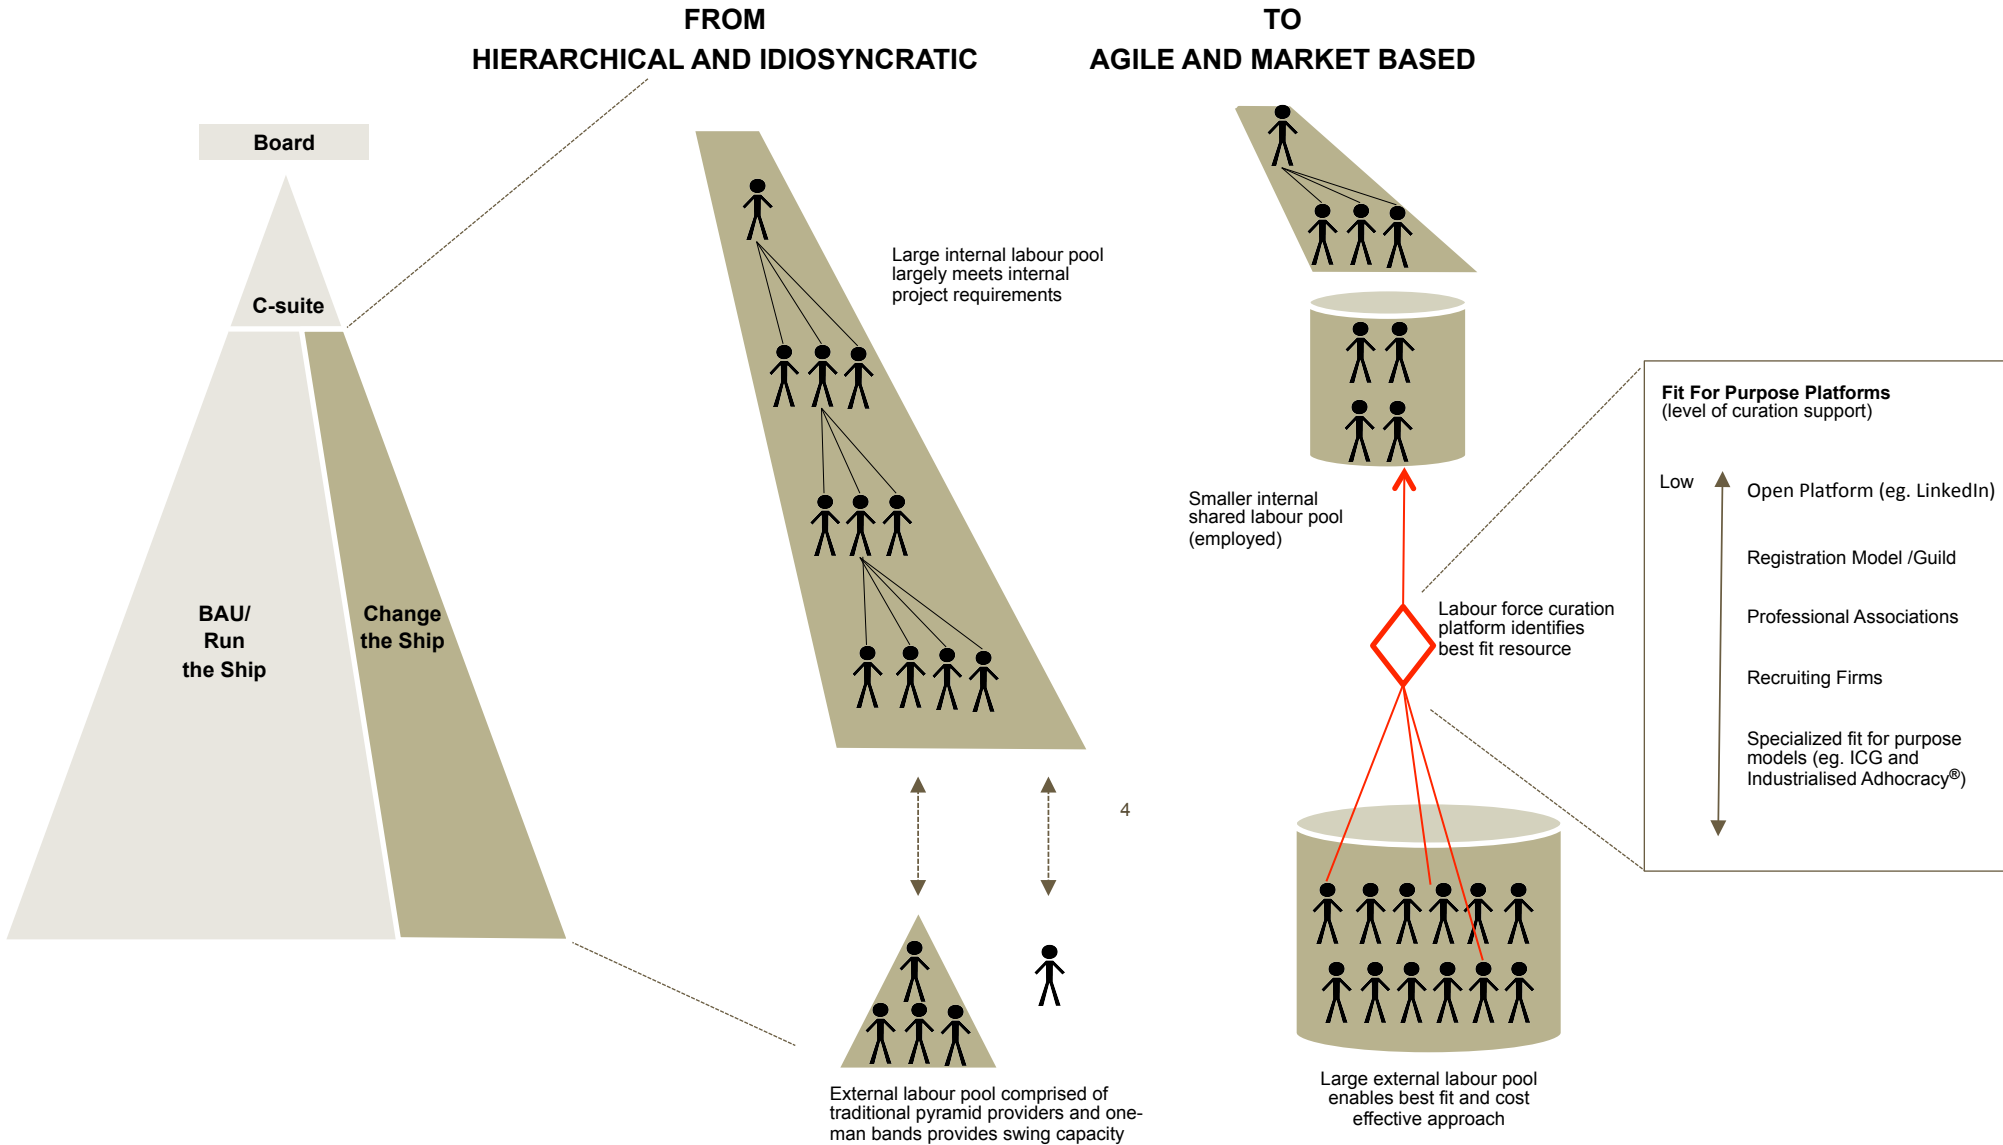 FROM
HIERARCHICAL AND IDIOSYNCRATIC
TO
AGILE AND MARKET BASED
Board
C-suite
BAU/
Run
the Ship
Change
the Ship
Large internal labour pool
largely meets internal
project requirements
External labour pool comprised of
traditional pyramid providers and one-
man bands provides swing capacity
4
Smaller internal
shared labour pool
(employed)
Labour force curation
platform identifies
best fit resource
Large external labour pool
enables best fit and cost
effective approach
Fit For Purpose Platforms
(level of curation support)
Low
Open Platform (eg. LinkedIn)
Registration Model /Guild
Professional Associations
Recruiting Firms
Specialized fit for purpose
models (eg. ICG and
Industrialised Adhocracy®)